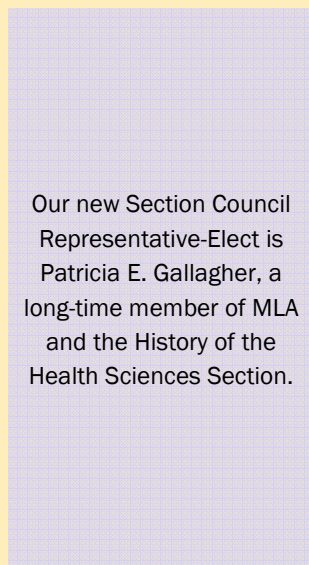 Our new Section Council
Representative-Elect is
Patricia E. Gallagher, a
long-time member of MLA
and the History of the
Health Sciences Section.